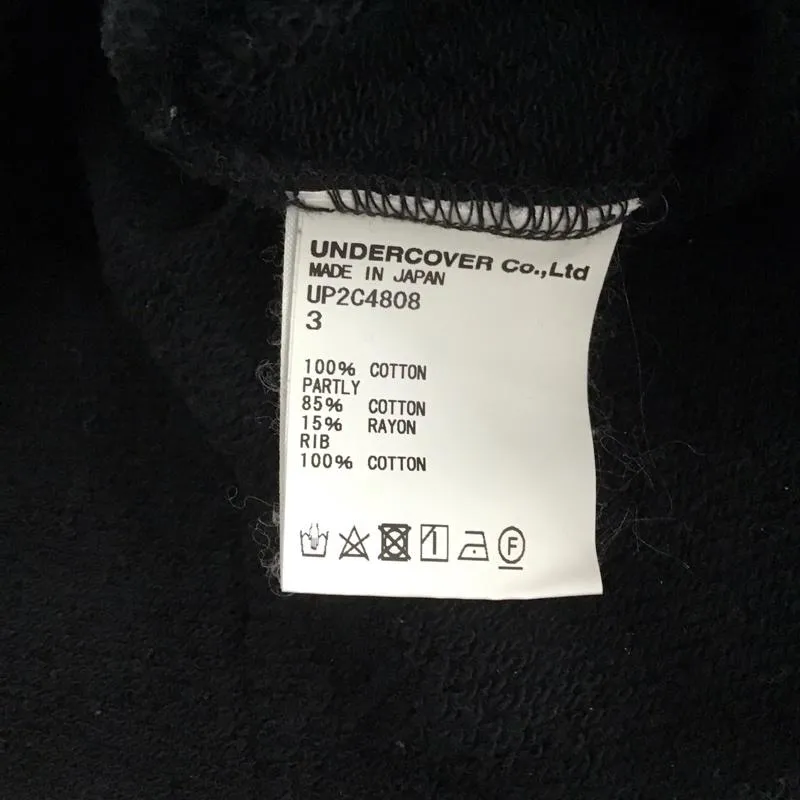 UNDERCOVER Co.,Ltd
MADE IN JAPAN
UP2C4808
3
100% COTTON
PARTLY
85% COTTON
15% RAYON
RIB
100% COTTON
F